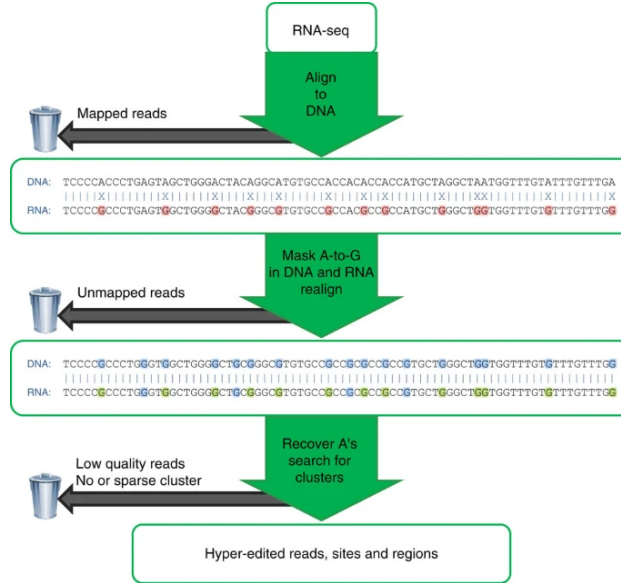 RNA-seq
Align
to
DNA
Mapped reads
DNA: TCCCCACCCTGAGTAGCTGGGACTACAGGCATGTGCCACCACACCACCATGCTAGGCTAATGGTTTGTATTTGTTTGA
RNA: TCCCCGCCCTGAGTGGCTGGGGCTACGGGCGTGTGCCGCCACGCCGCCATGCTGGGCTGGTGGTTTGTGTTTGTTTGG
Mask A-to-G
in DNA and RNA
realign
Unmapped reads
DNA: TCCCCGCCCTGGGTGGCTGGGGCTGCGGGCGTGTGCCGCCGCGCCGCCGTGCTGGGCTGGTGGTTTGTGTTTGTTTGG
RNA: TCCCCGCCCTGGGTGGCTGGGGCTGCGGGCGTGTGCCGCCGCGCCGCCGTGCTGGGCTGGTGGTTTGTGTTTGTTTGG
Recover A's
search for
clusters
Low quality reads
No or sparse cluster
Hyper-edited reads, sites and regions